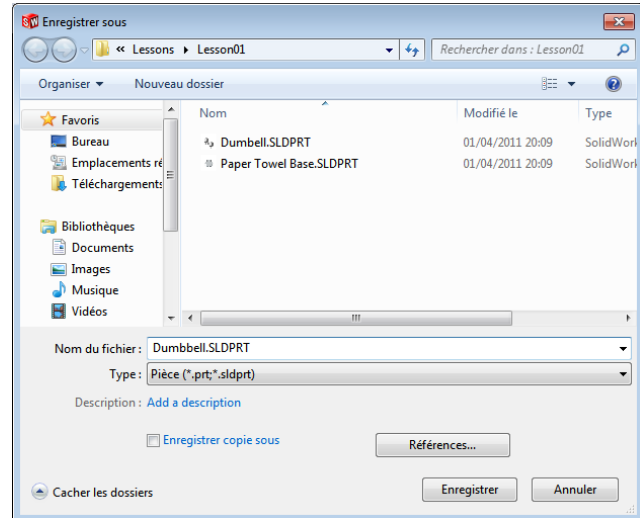 SW Enregistrer sous
« Lessons Lesson01 Rechercher dans : Lesson01
Organiser Nouveau dossier
Favoris
Bureau
Emplacements ré
Téléchargements
Bibliothèques
Documents
Images
Musique
Vidéos
Nom Modifié le Type
Dumbell.SLDPRT 01/04/2011 20:09 SolidWork
Paper Towel Base.SLDPRT 01/04/2011 20:09 SolidWork
Nom du fichier : Dumbbell.SLDPRT
Type : Pièce (*.prt;*.sldprt)
Description : Add a description
Enregistrer copie sous Références...
Cacher les dossiers Enregistrer Annuler